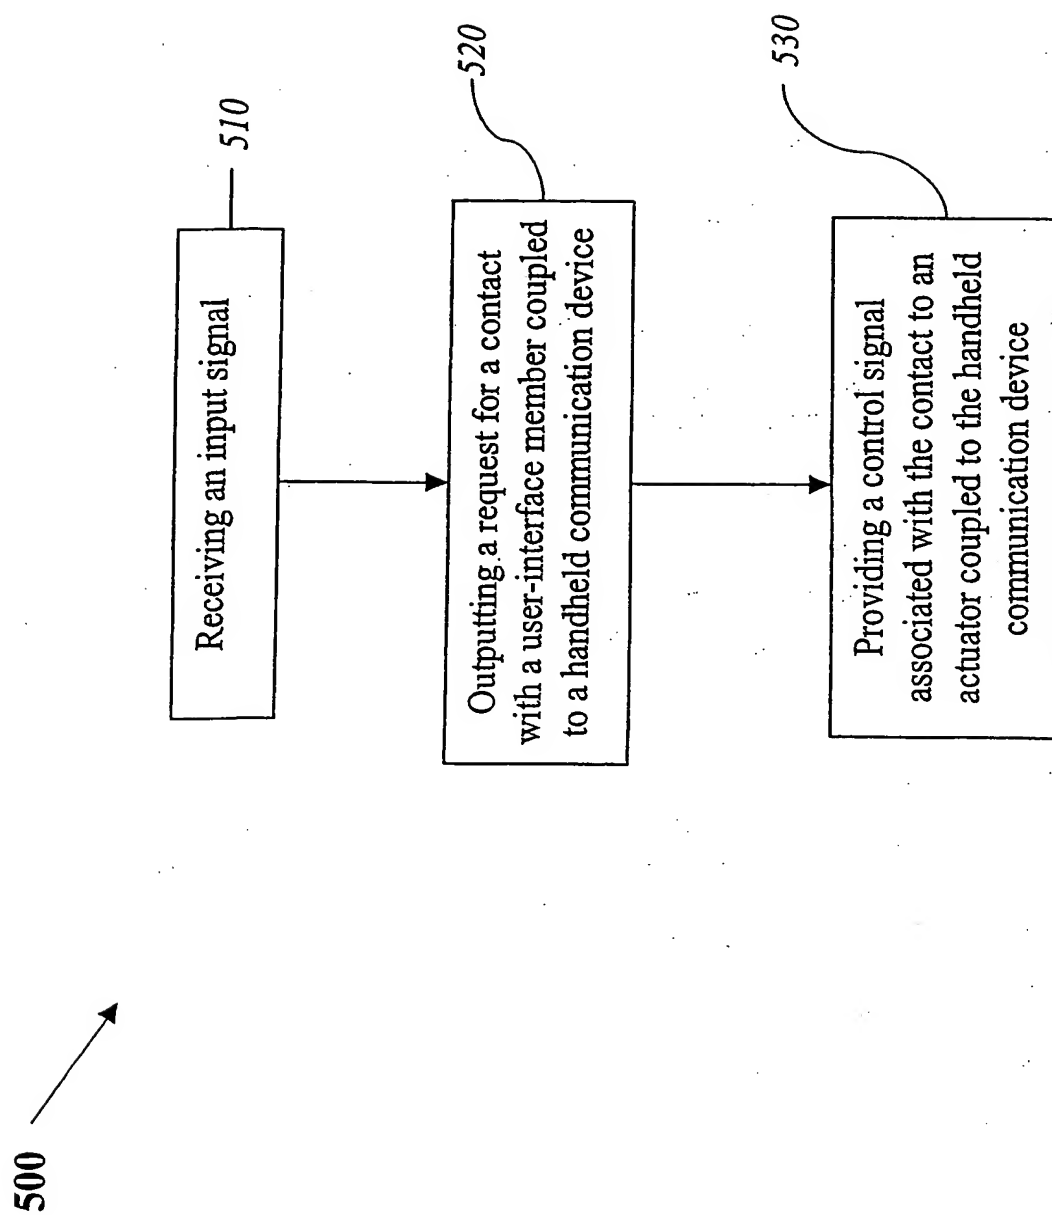 500
Receiving an input signal
510
Outputting a request for a contact
with a user-interface member coupled
to a handheld communication device
520
Providing a control signal
associated with the contact to an
actuator coupled to the handheld
communication device
530